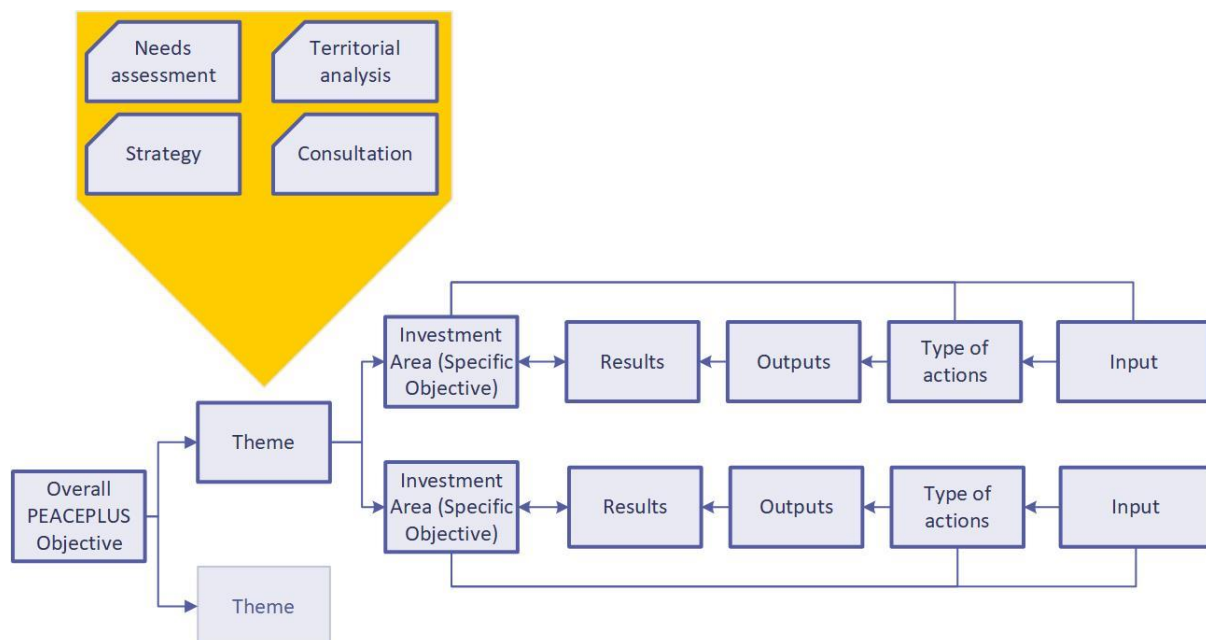 Needs
assessment
Territorial
analysis
Strategy
Consultation
Investment
Area (Specific
Objective)
Results
Outputs
Type of
actions
Input
Theme
Investment
Area (Specific
Objective)
Results
Outputs
Type of
actions
Input
Overall
PEACEPLUS
Objective
Theme